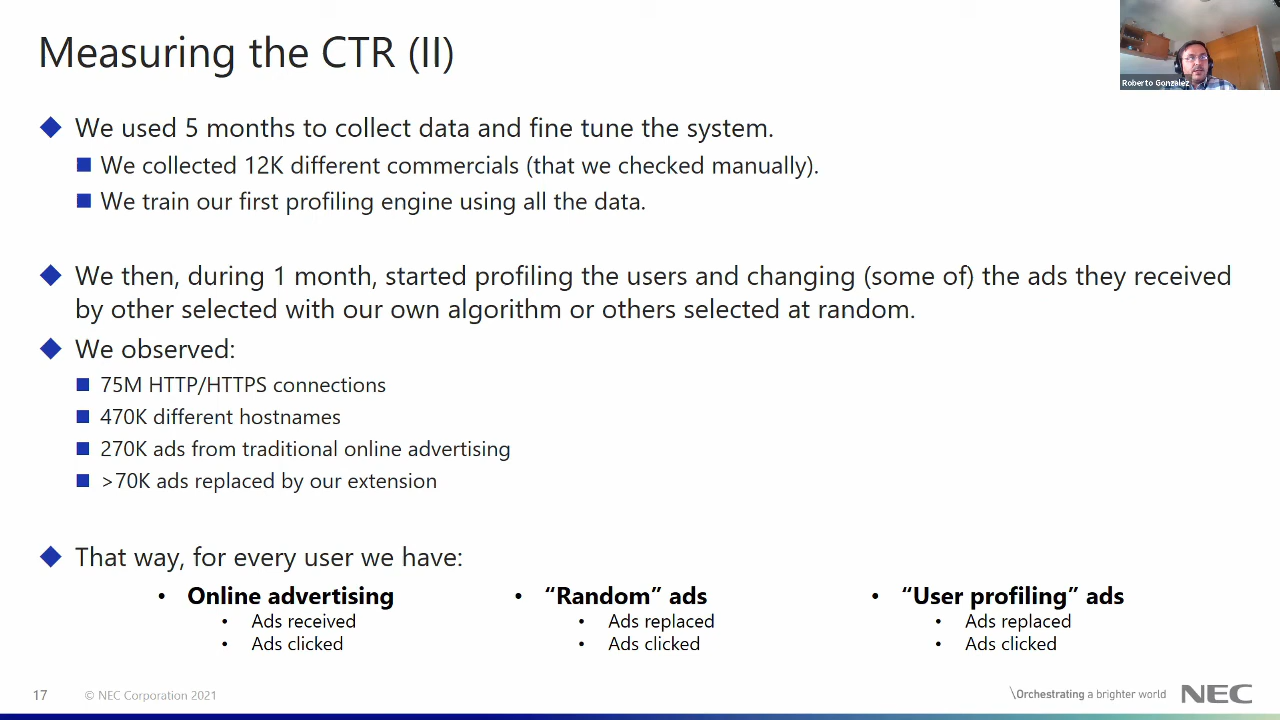 Measuring the CTR (II)
Roberto Gonzalez
We used 5 months to collect data and fine tune the system.
We collected 12K different commercials (that we checked manually).
We train our first profiling engine using all the data.
We then, during 1 month, started profiling the users and changing (some of) the ads they received
by other selected with our own algorithm or others selected at random.
We observed:
75M HTTP/HTTPS connections
470K different hostnames
270K ads from traditional online advertising
>70K ads replaced by our extension
That way, for every user we have:
• Online advertising
• Ads received
• Ads clicked
• “Random” ads
• Ads replaced
• Ads clicked
• “User profiling” ads
• Ads replaced
• Ads clicked
17 © NEC Corporation 2021
\Orchestrating a brighter world NEC